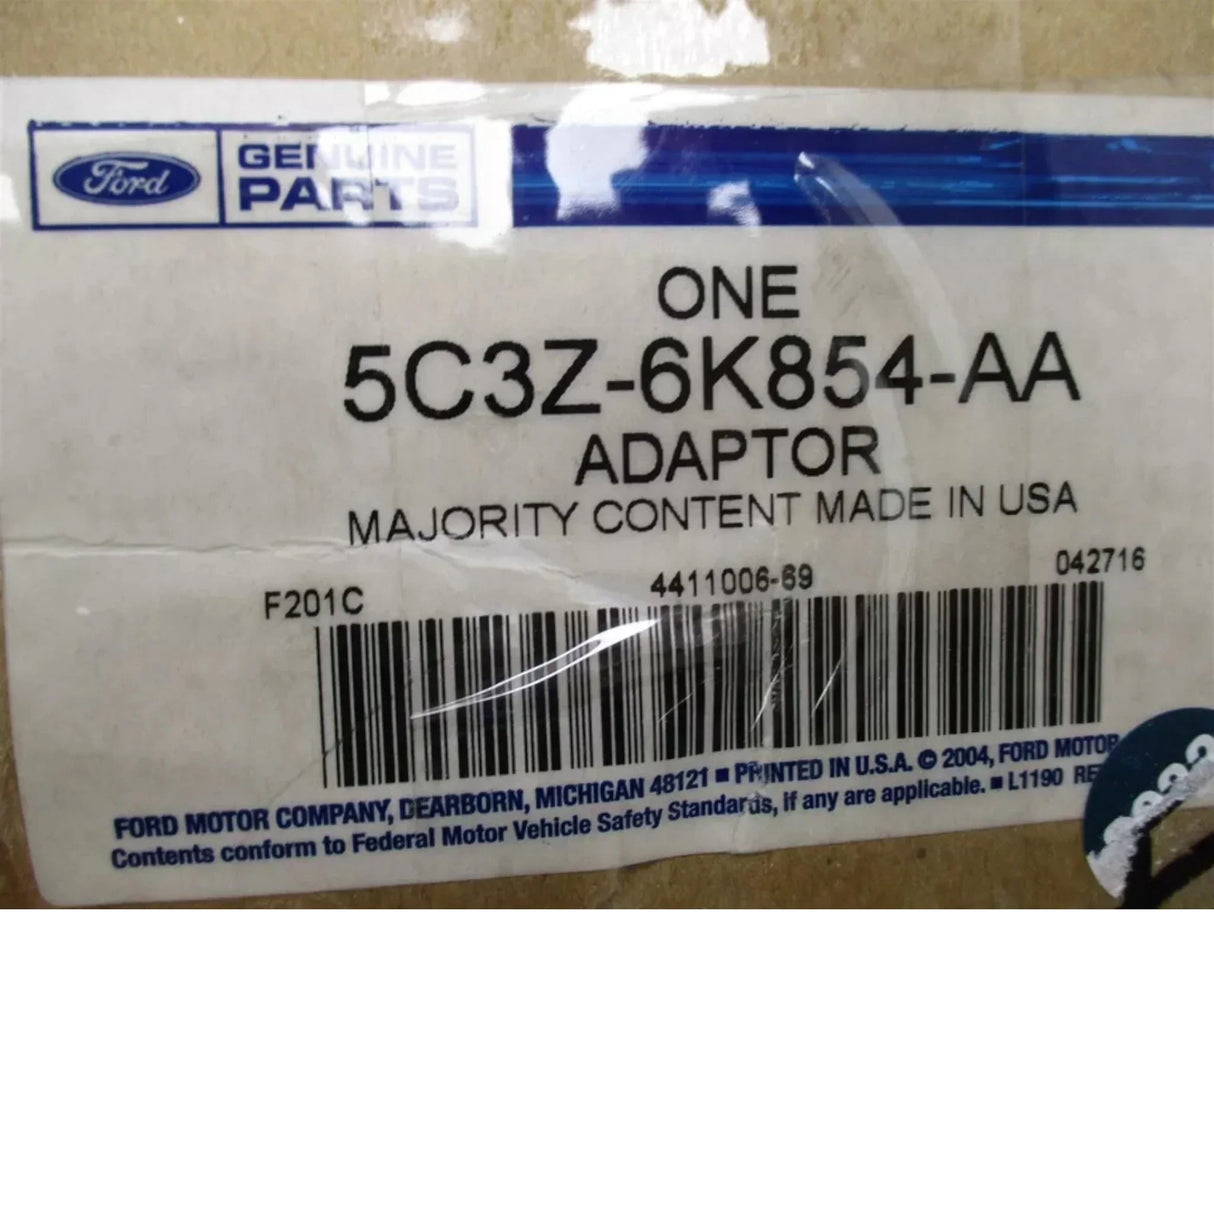 Ford
GENUINE
PARTS
ONE
5C3Z-6K854-AA
ADAPTOR
MAJORITY CONTENT MADE IN USA
F201C 4411006-69 042716
FORD MOTOR COMPANY, DEARBORN, MICHIGAN 48121 ■ PRINTED IN U.S.A. © 2004, FORD MOTOR
Contents conform to Federal Motor Vehicle Safety Standards, if any are applicable. ■ L1190